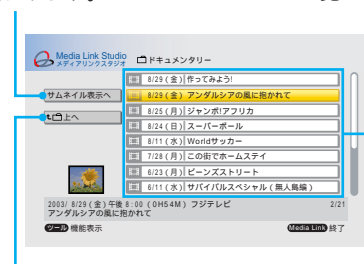 Media Link Studio
メディアリンクスタジオ
ドキュメンタリー
8/29(金) 作ってみよう!
サムネイル表示へ
8/29(金) アンダルシアの風に抱かれて
上へ
8/25(月) ジャンボ!アフリカ
8/24(日) スーパーボール
8/11(水) Worldサッカー
7/28(月) この街でホームステイ
6/23(月) ビーンズストリート
6/11(水) サバイバルスペシャル(無人島編)
2003/ 8/29(金)午後 8:00 (0H54M) フジテレビ
2/21
アンダルシアの風に抱かれて
ツール 機能表示
Media Link 終了